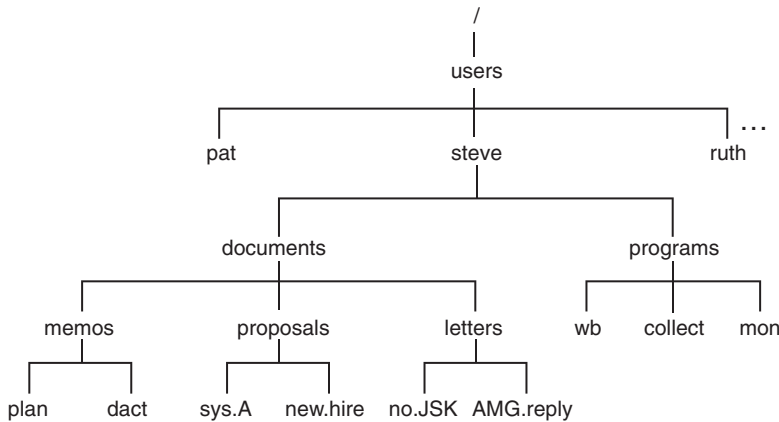 /
users
pat steve ruth ...
documents programs
memos proposals letters wb collect mon
plan dact sys.A new.hire no.JSK AMG.reply